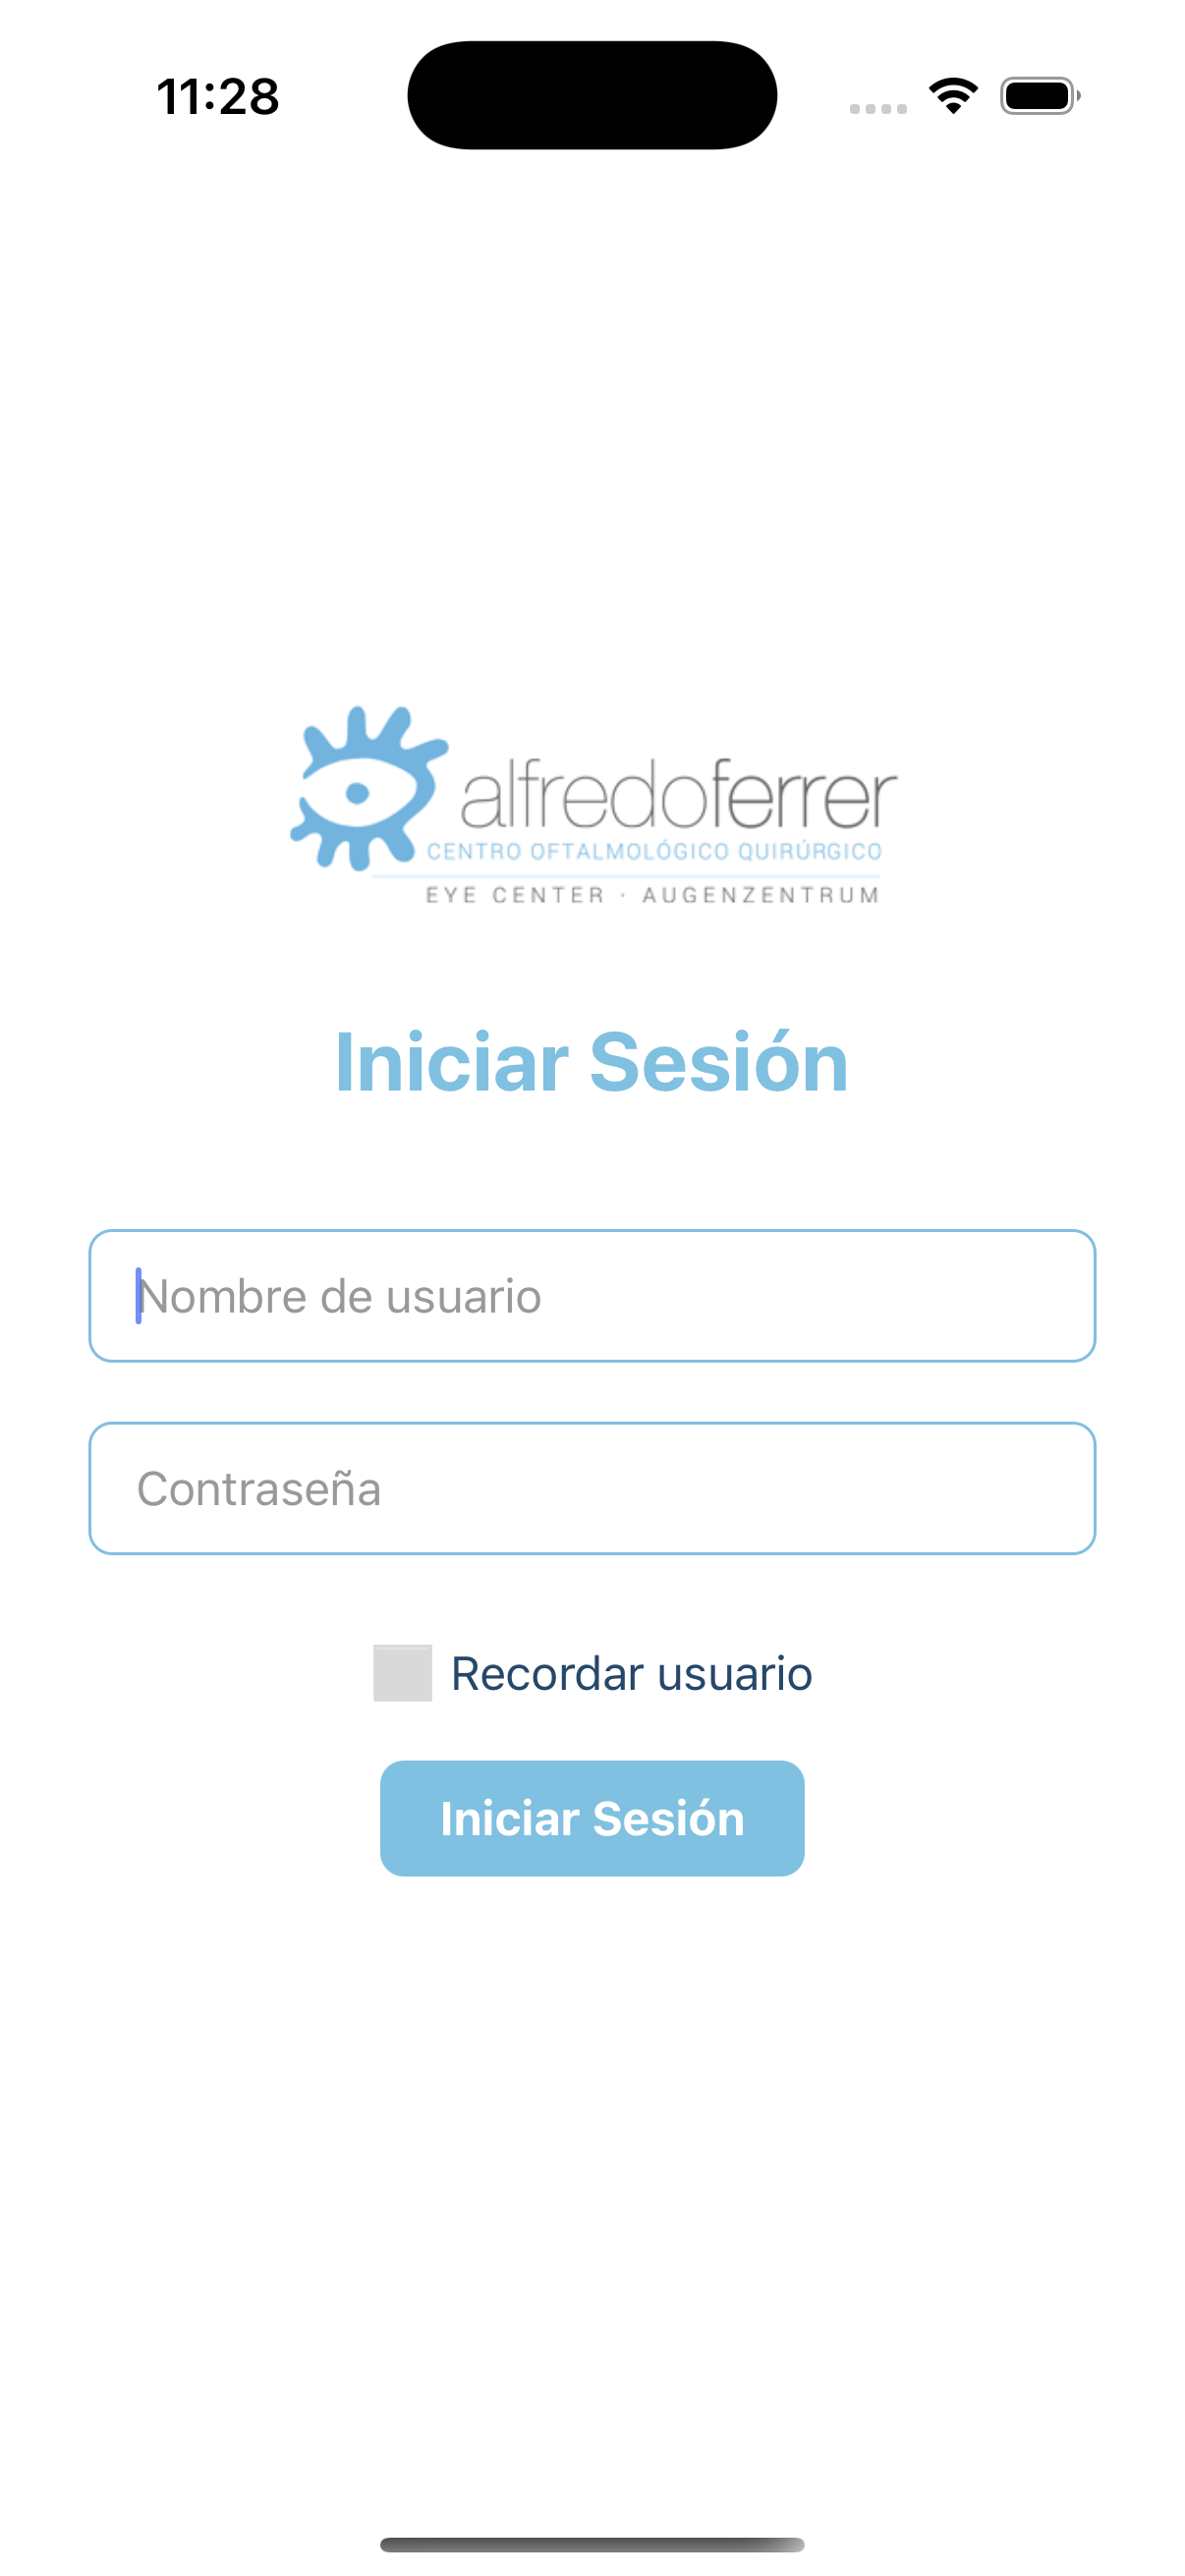 11:28
alfredoferrer
CENTRO OFTALMOLÓGICO QUIRÚRGICO
EYE CENTER · AUGENZENTRUM
Iniciar Sesión
Nombre de usuario
Contraseña
Recordar usuario
Iniciar Sesión